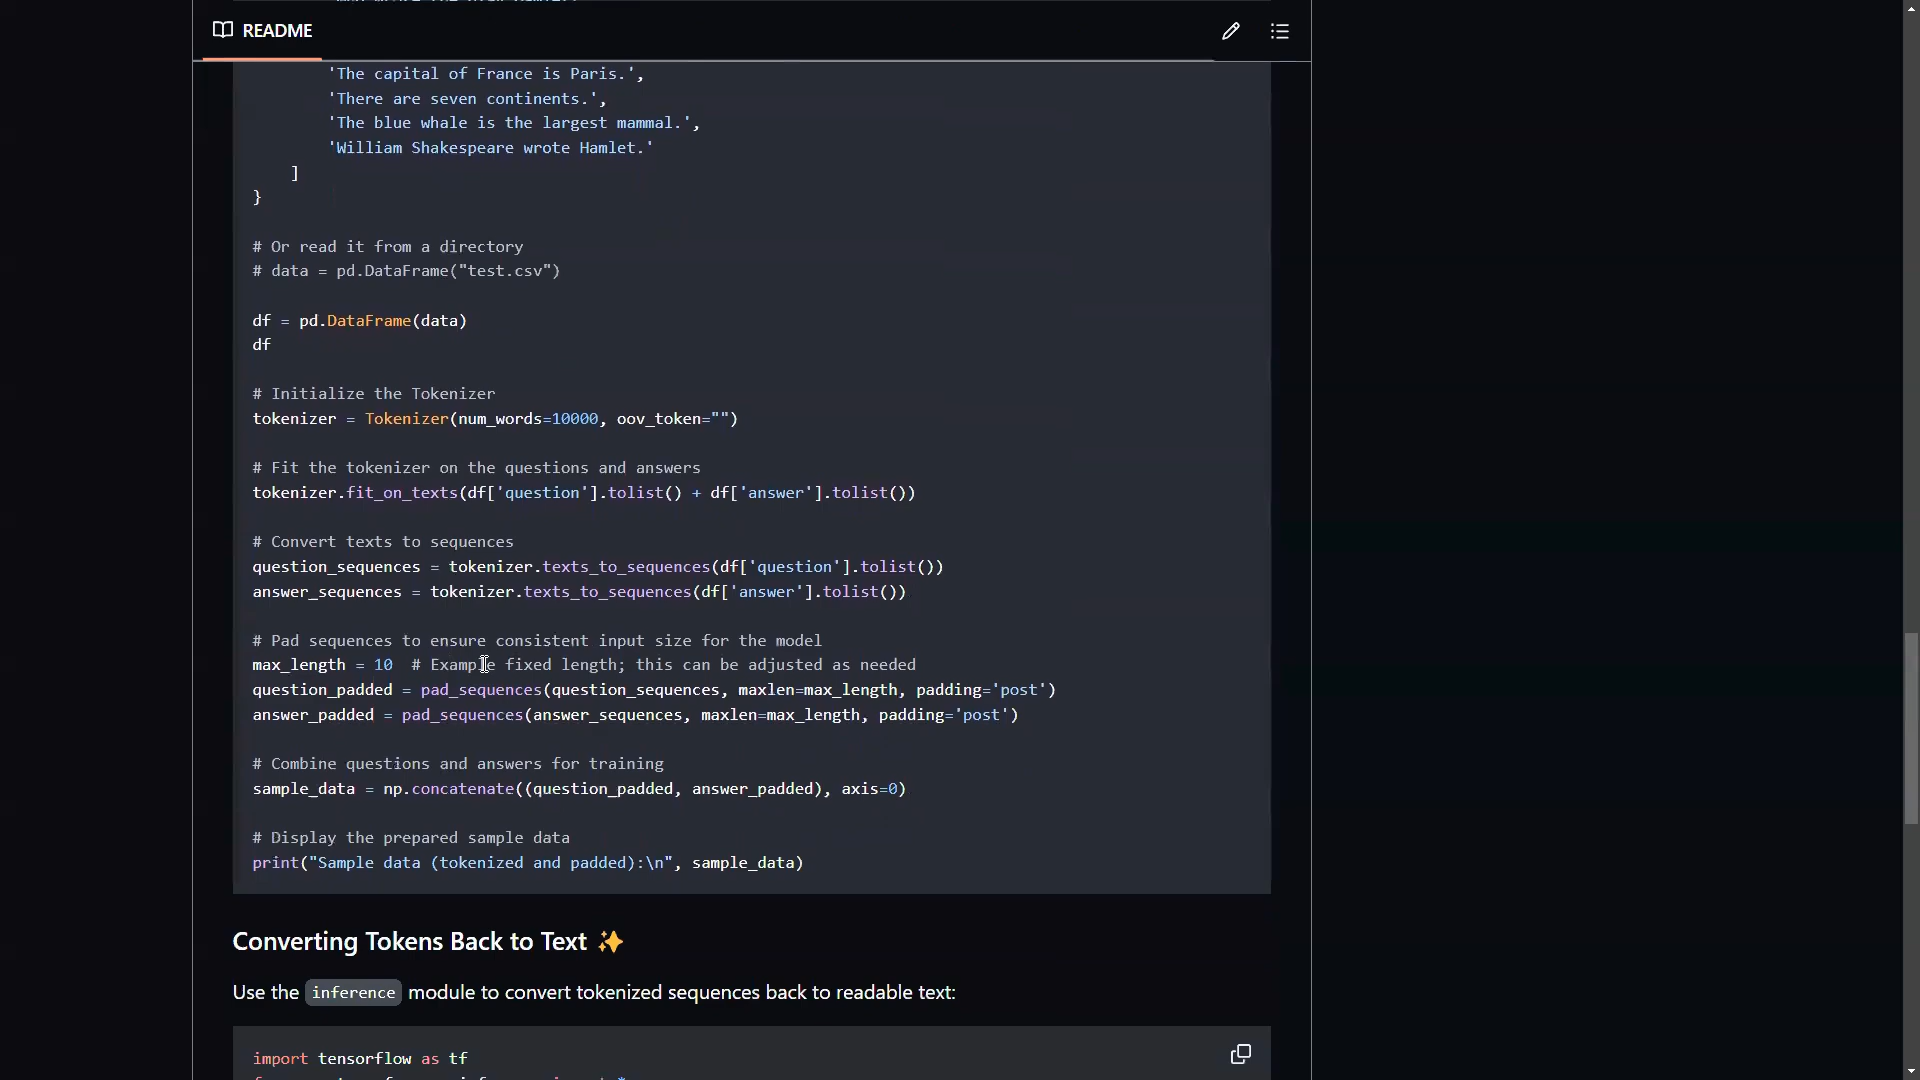 README
'The capital of France is Paris.',
'There are seven continents.',
'The blue whale is the largest mammal.',
'William Shakespeare wrote Hamlet.'
]
}
# Or read it from a directory
# data = pd.DataFrame("test.csv")
df = pd.DataFrame(data)
df
# Initialize the Tokenizer
tokenizer = Tokenizer(num_words=10000, oov_token="")
# Fit the tokenizer on the questions and answers
tokenizer.fit_on_texts(df['question'].tolist() + df['answer'].tolist())
# Convert texts to sequences
question_sequences = tokenizer.texts_to_sequences(df['question'].tolist())
answer_sequences = tokenizer.texts_to_sequences(df['answer'].tolist())
# Pad sequences to ensure consistent input size for the model
max_length = 10  # Example fixed length; this can be adjusted as needed
question_padded = pad_sequences(question_sequences, maxlen=max_length, padding='post')
answer_padded = pad_sequences(answer_sequences, maxlen=max_length, padding='post')
# Combine questions and answers for training
sample_data = np.concatenate((question_padded, answer_padded), axis=0)
# Display the prepared sample data
print("Sample data (tokenized and padded):\n", sample_data)
Converting Tokens Back to Text ✨
Use the inference module to convert tokenized sequences back to readable text:
import tensorflow as tf